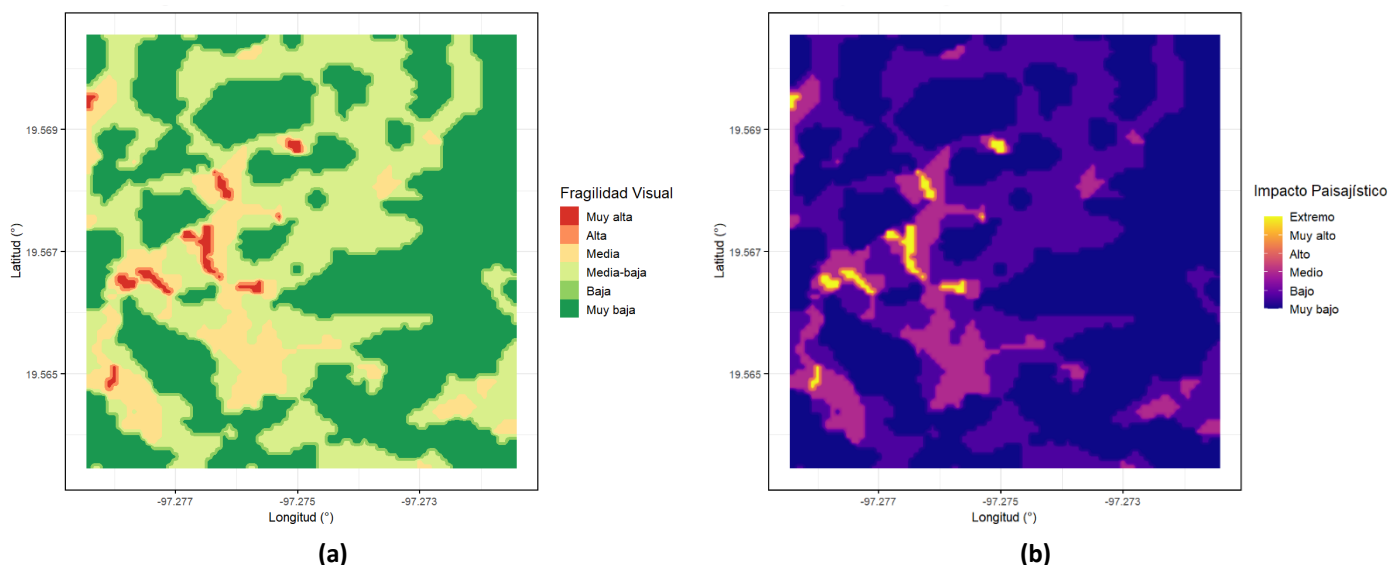 19.569
19.567
19.565
Latitud (°)
-97.277
-97.275
-97.273
Longitud (°)
Fragilidad Visual
Muy alta
Alta
Media
Media-baja
Baja
Muy baja
(a)
19.569
19.567
19.565
Latitud (°)
-97.277
-97.275
-97.273
Longitud (°)
Impacto Paisajístico
Extremo
Muy alto
Alto
Medio
Bajo
Muy bajo
(b)